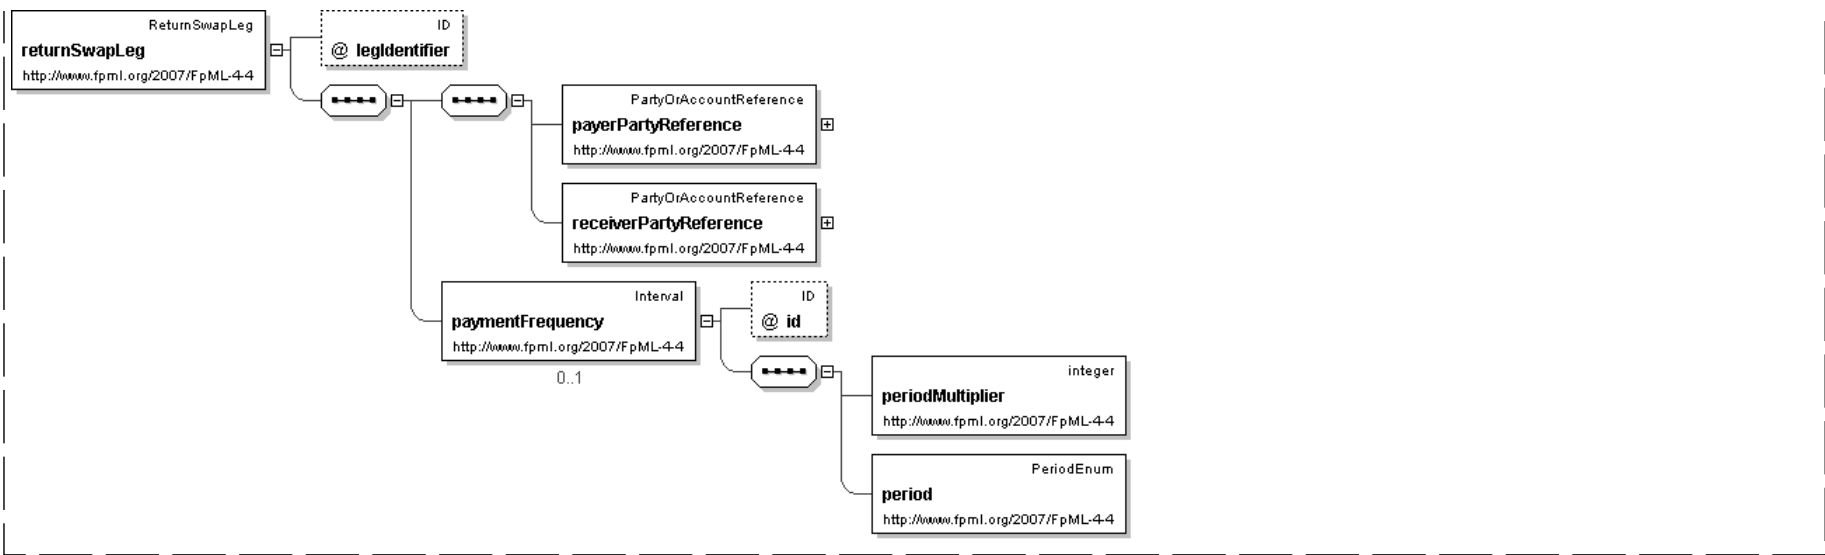 ReturnSwapLeg
returnSwapLeg
http://www.fpml.org/2007/FpML-4-4
ID
@ legIdentifier
PartyOrAccountReference
payerPartyReference
http://www.fpml.org/2007/FpML-4-4
PartyOrAccountReference
receiverPartyReference
http://www.fpml.org/2007/FpML-4-4
Interval
paymentFrequency
http://www.fpml.org/2007/FpML-4-4
0..1
ID
@ id
integer
periodMultiplier
http://www.fpml.org/2007/FpML-4-4
PeriodEnum
period
http://www.fpml.org/2007/FpML-4-4